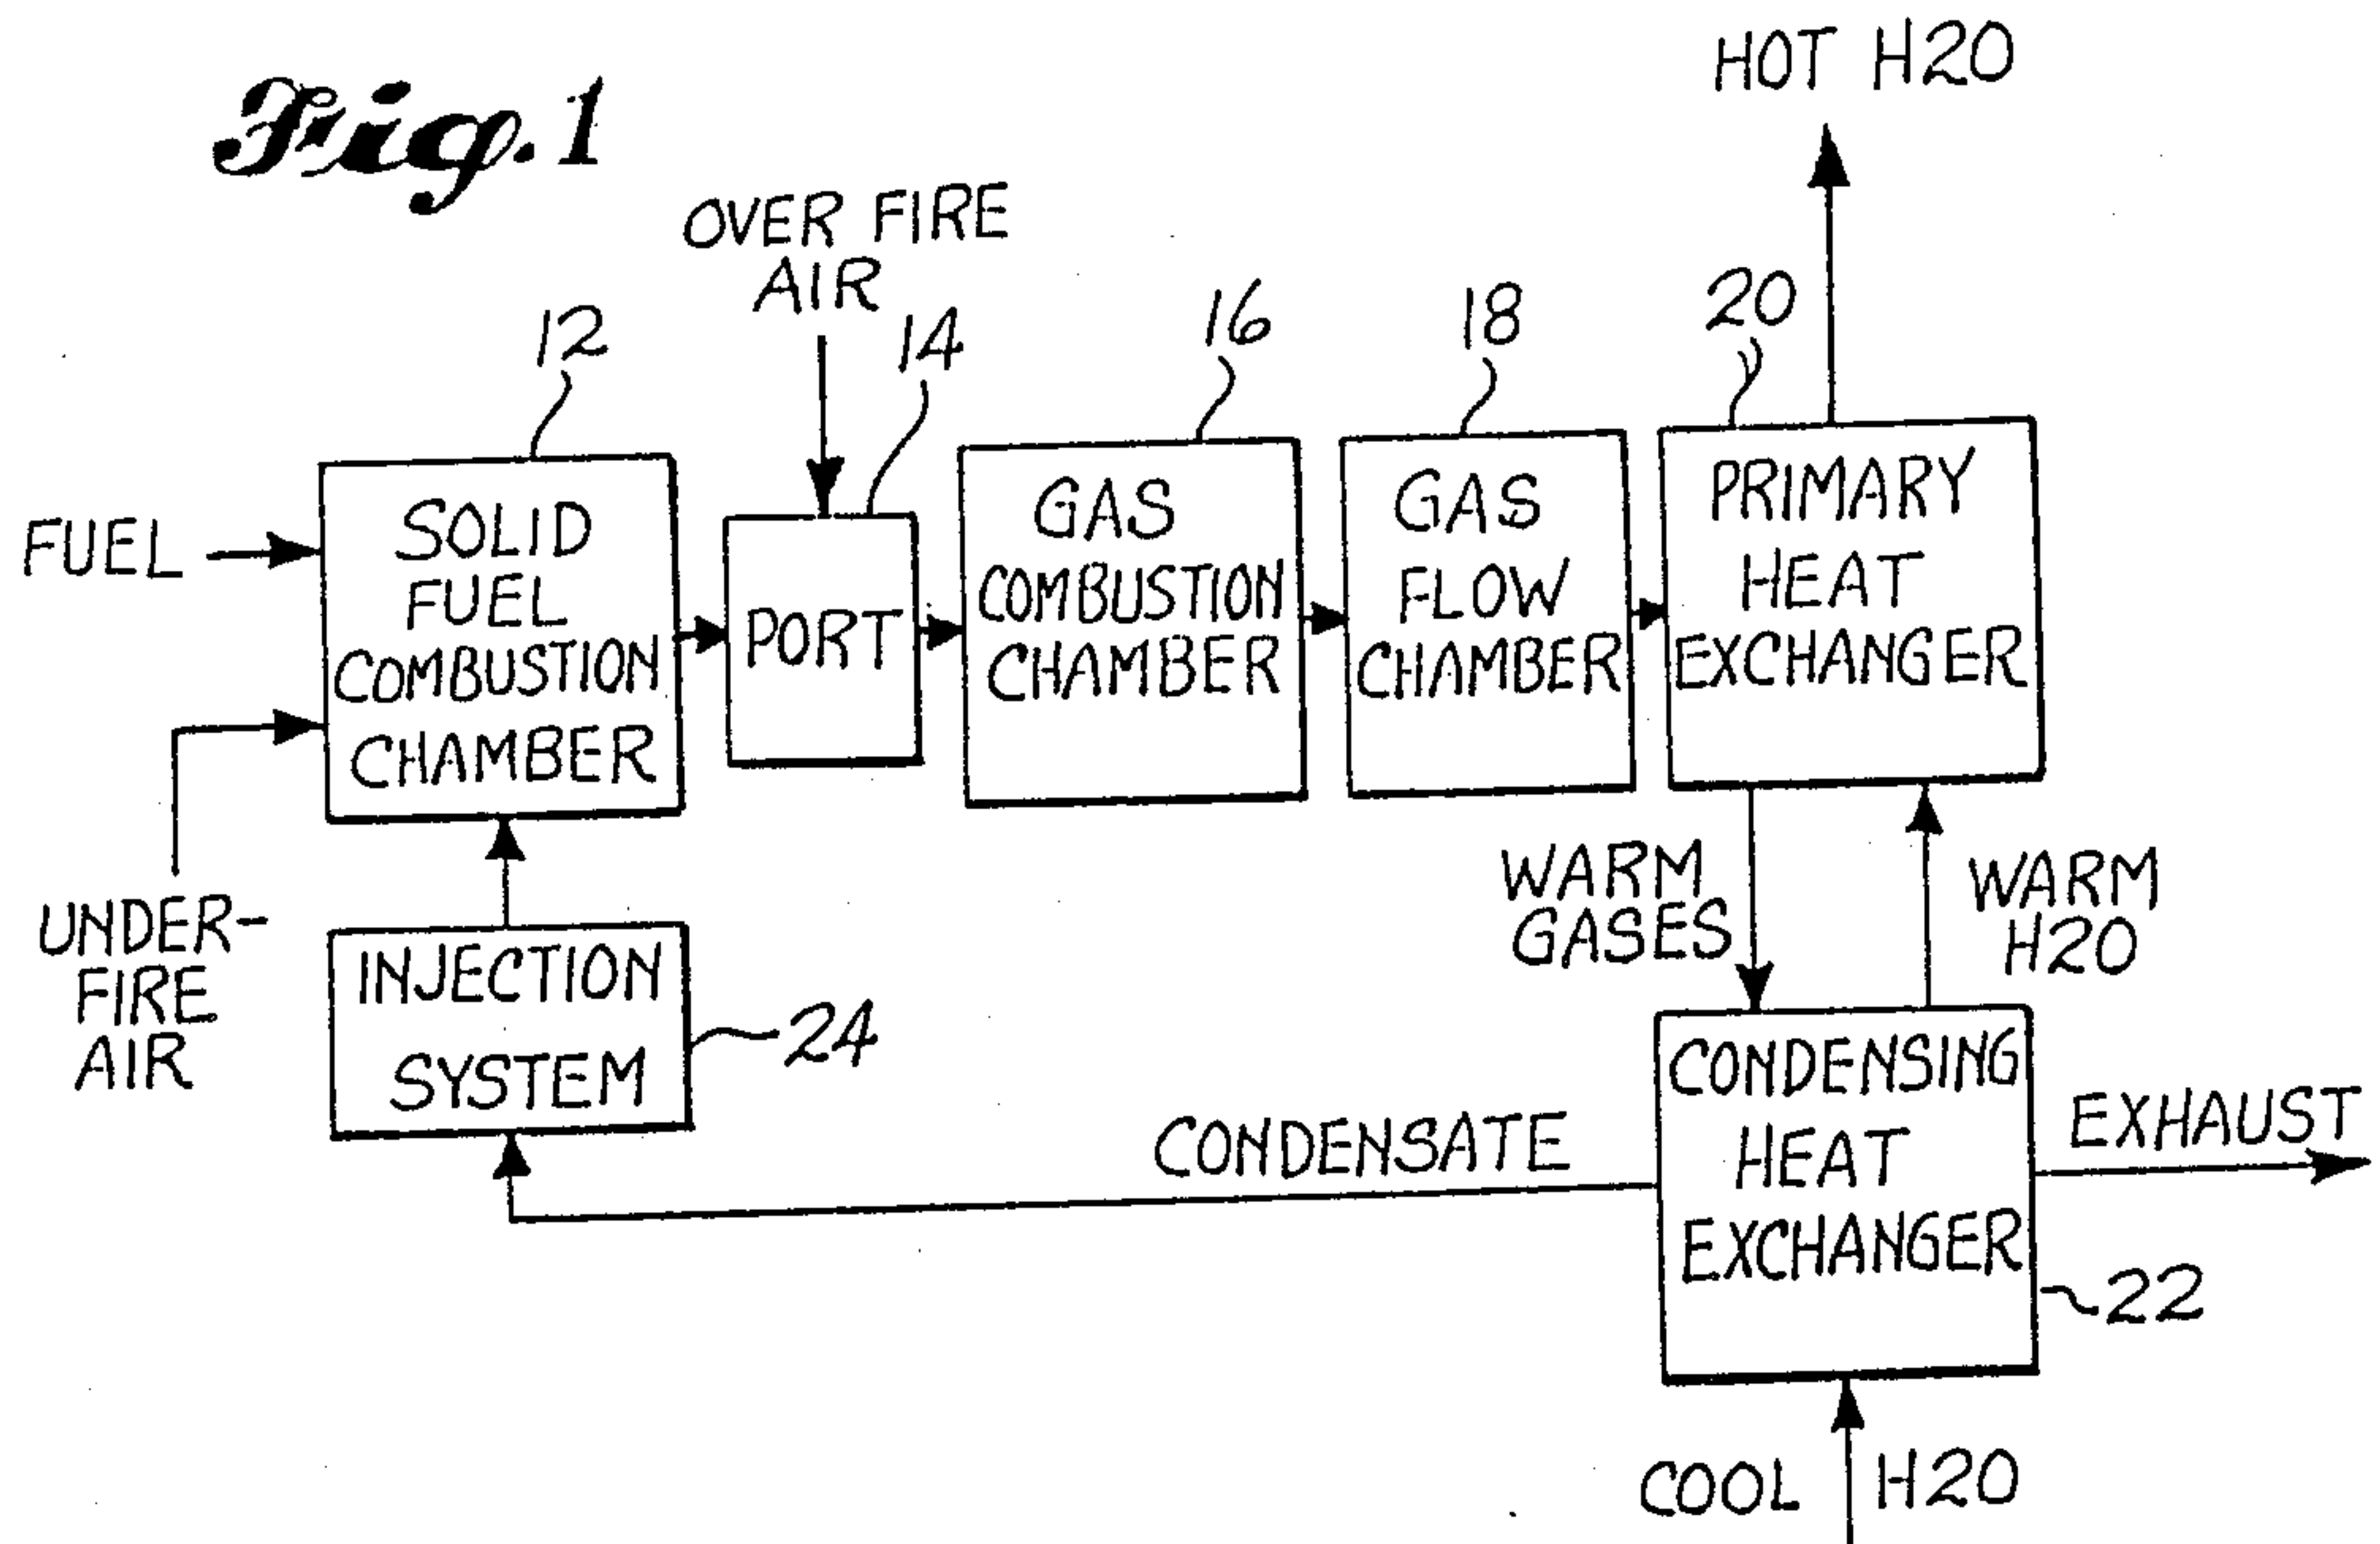 Fig. 1
HOT H20
OVER FIRE
AIR
12
14
16
18
20
FUEL
SOLID
FUEL
COMBUSTION
CHAMBER
PORT
GAS
COMBUSTION
CHAMBER
GAS
FLOW
CHAMBER
PRIMARY
HEAT
EXCHANGER
UNDER-
FIRE
AIR
INJECTION
SYSTEM
24
WARM
GASES
WARM
H20
CONDENSATE
CONDENSING
HEAT
EXCHANGER
EXHAUST
22
COOL H20